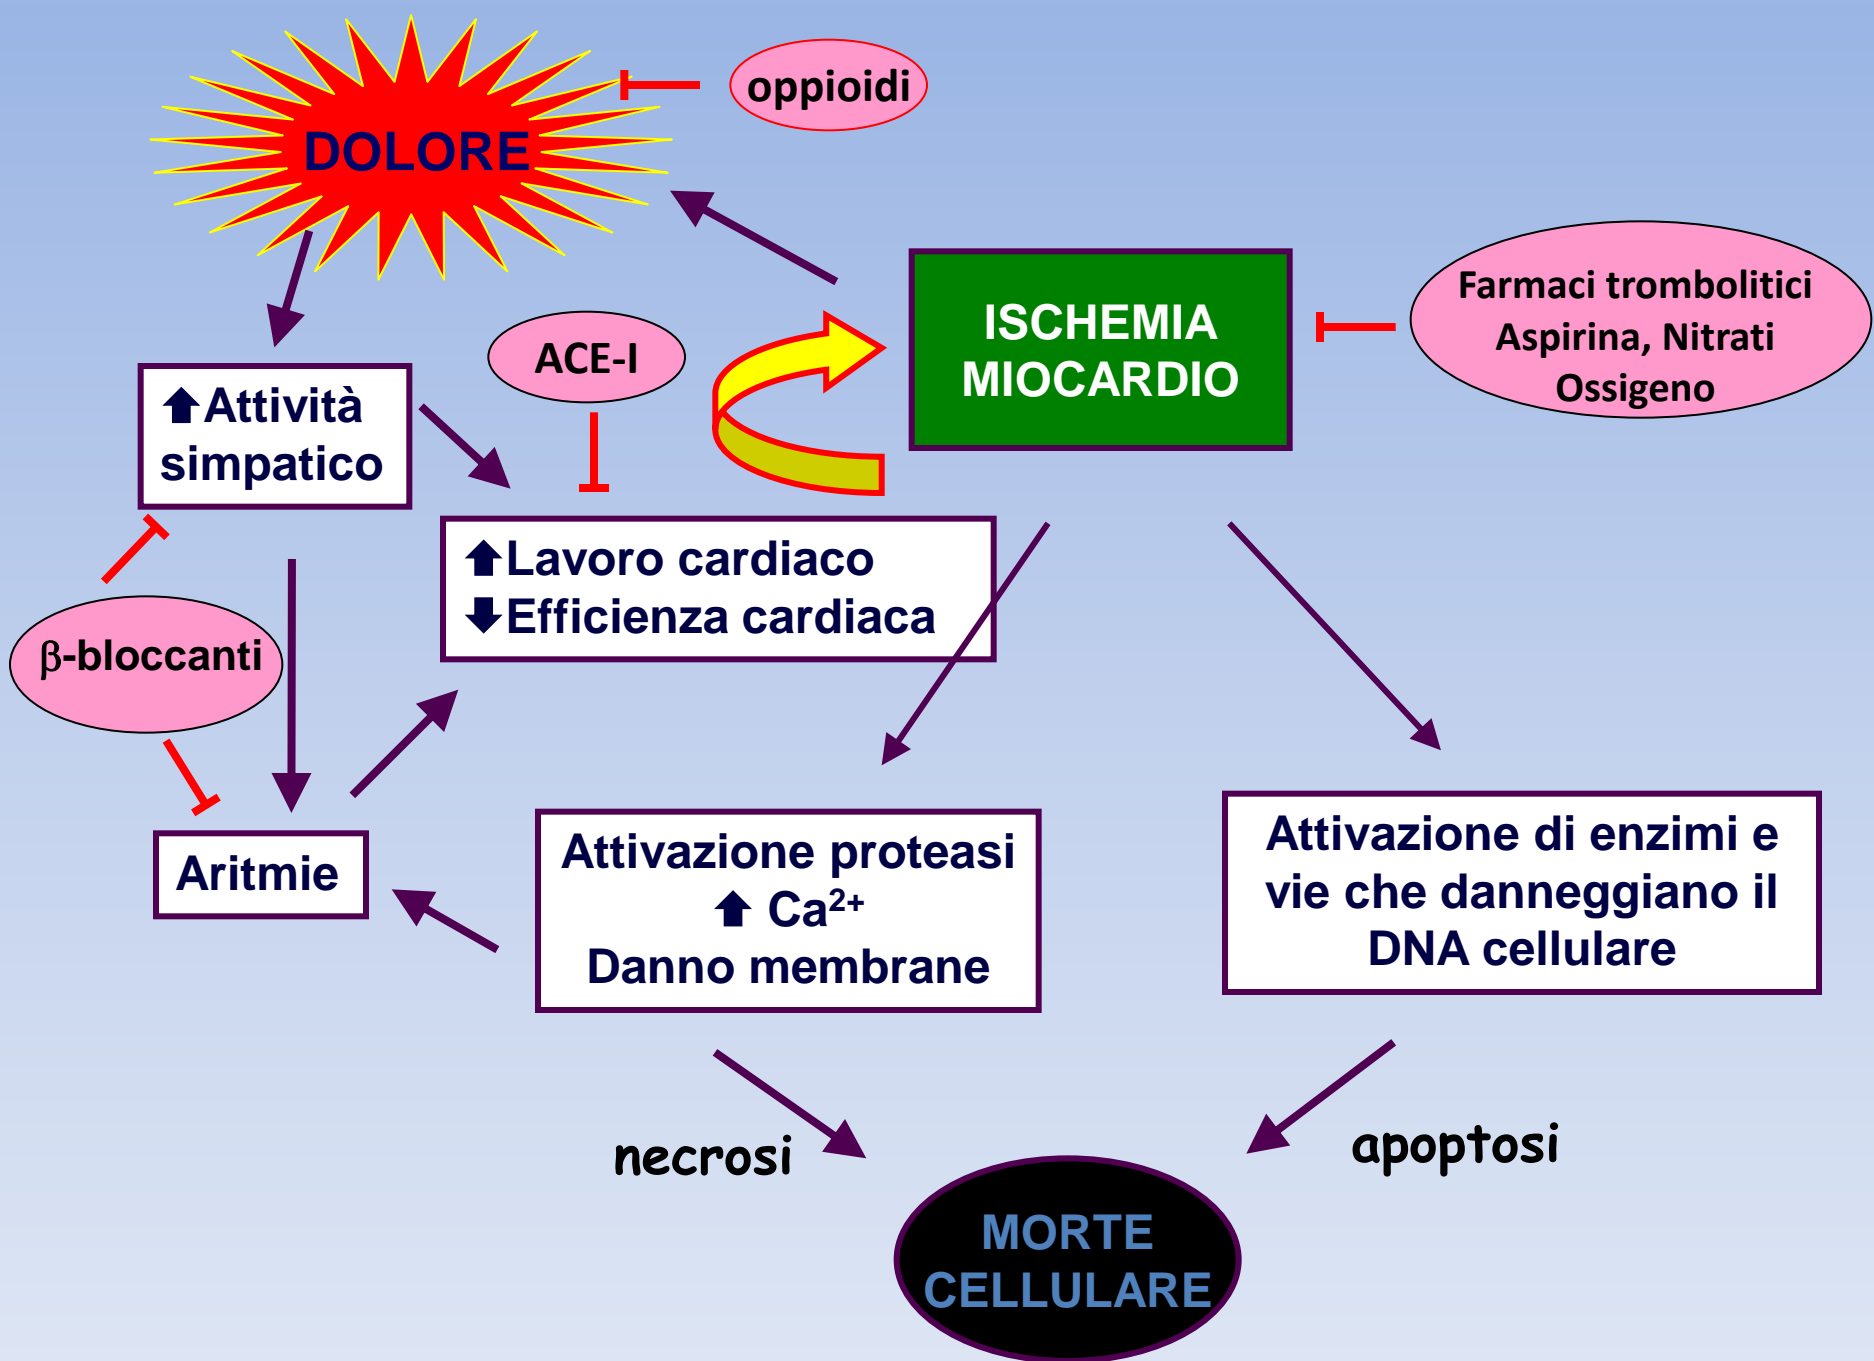 oppioidi
DOLORE
Farmaci trombolitici
Aspirina, Nitrati
Ossigeno
ISCHEMIA
MIOCARDIO
ACE-I
⬆Attività
simpatico
⬆Lavoro cardiaco
⬇Efficienza cardiaca
β-bloccanti
Aritmie
Attivazione proteasi
⬆ Ca²⁺
Danno membrane
Attivazione di enzimi e
vie che danneggiano il
DNA cellulare
necrosi
apoptosi
MORTE
CELLULARE